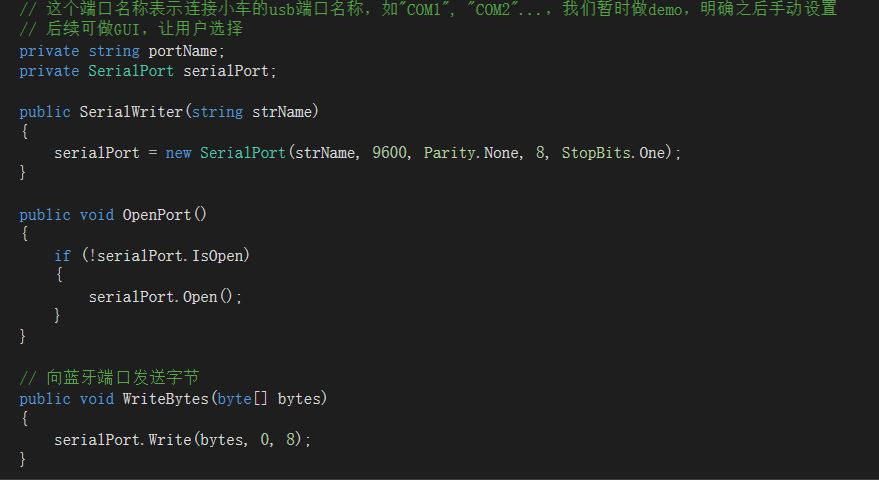 // 这个端口名称表示连接小车的usb端口名称，如"COM1", "COM2"...，我们暂时做demo，明确之后手动设置
// 后续可做GUI，让用户选择
private string portName;
private SerialPort serialPort;
public SerialWriter(string strName)
{
serialPort = new SerialPort(strName, 9600, Parity.None, 8, StopBits.One);
}
public void OpenPort()
{
if (!serialPort.IsOpen)
{
serialPort.Open();
}
}
// 向蓝牙端口发送字节
public void WriteBytes(byte[] bytes)
{
serialPort.Write(bytes, 0, 8);
}